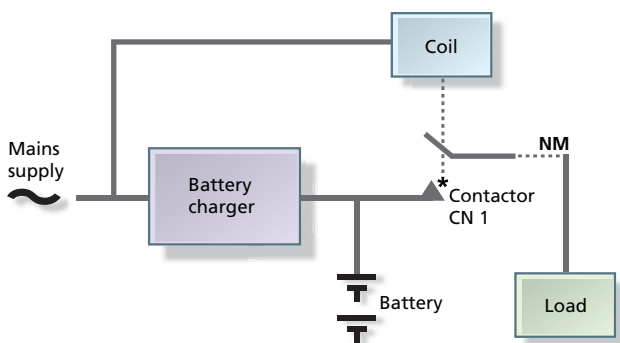 Coil
Mains
supply
Battery
charger
NM
*
Contactor
CN 1
Battery
Load